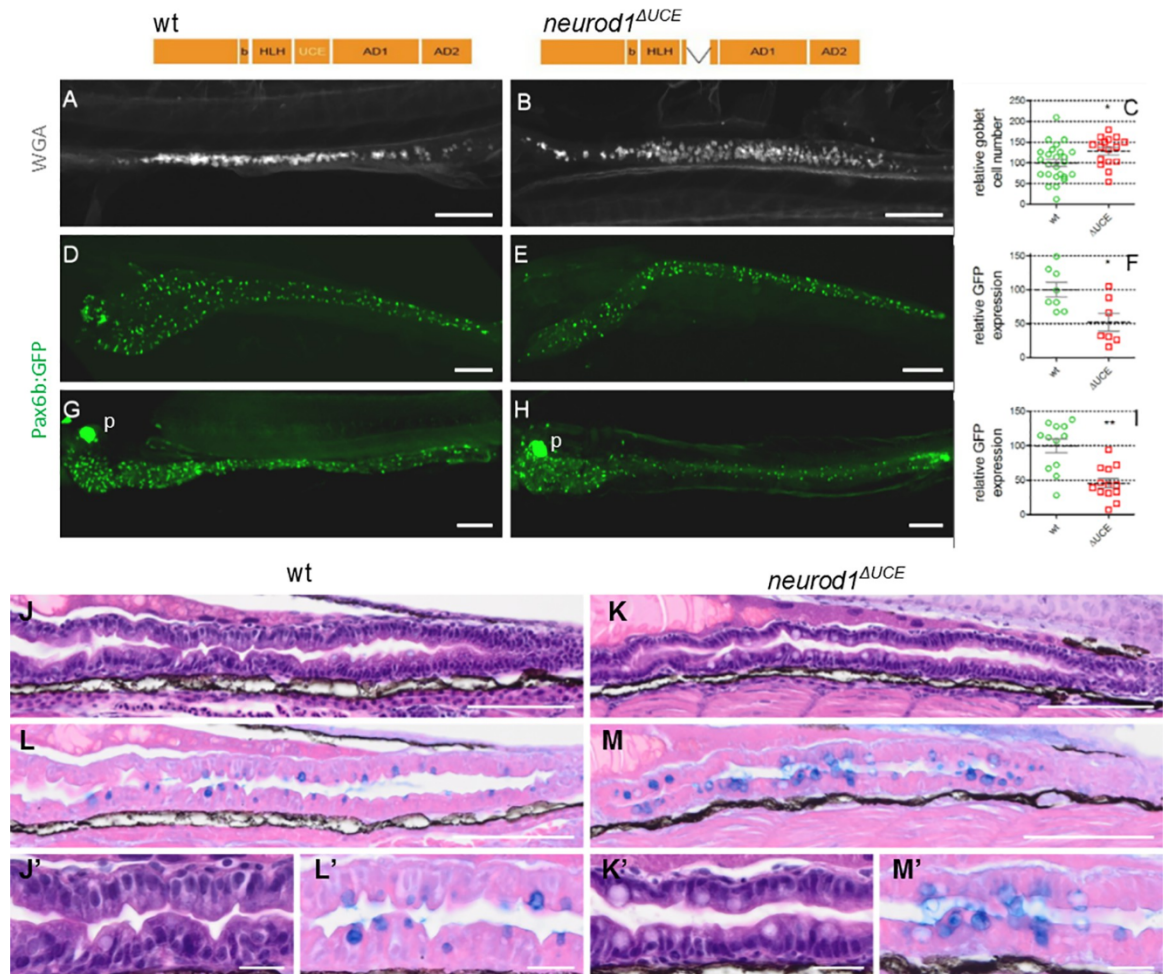 wt
neurod1ΔUCE
b HLH UCE AD1 AD2
b HLH AD1 AD2
WGA
A
B
C
relative goblet
cell number
250
200
150
100
50
0
wt
ΔUCE
*
Pax6b:GFP
D
E
F
relative GFP
expression
150
100
50
0
wt
ΔUCE
*
G
p
H
p
I
relative GFP
expression
150
100
50
0
wt
ΔUCE
**
wt
neurod1ΔUCE
J
K
L
M
J’
L’
K’
M’